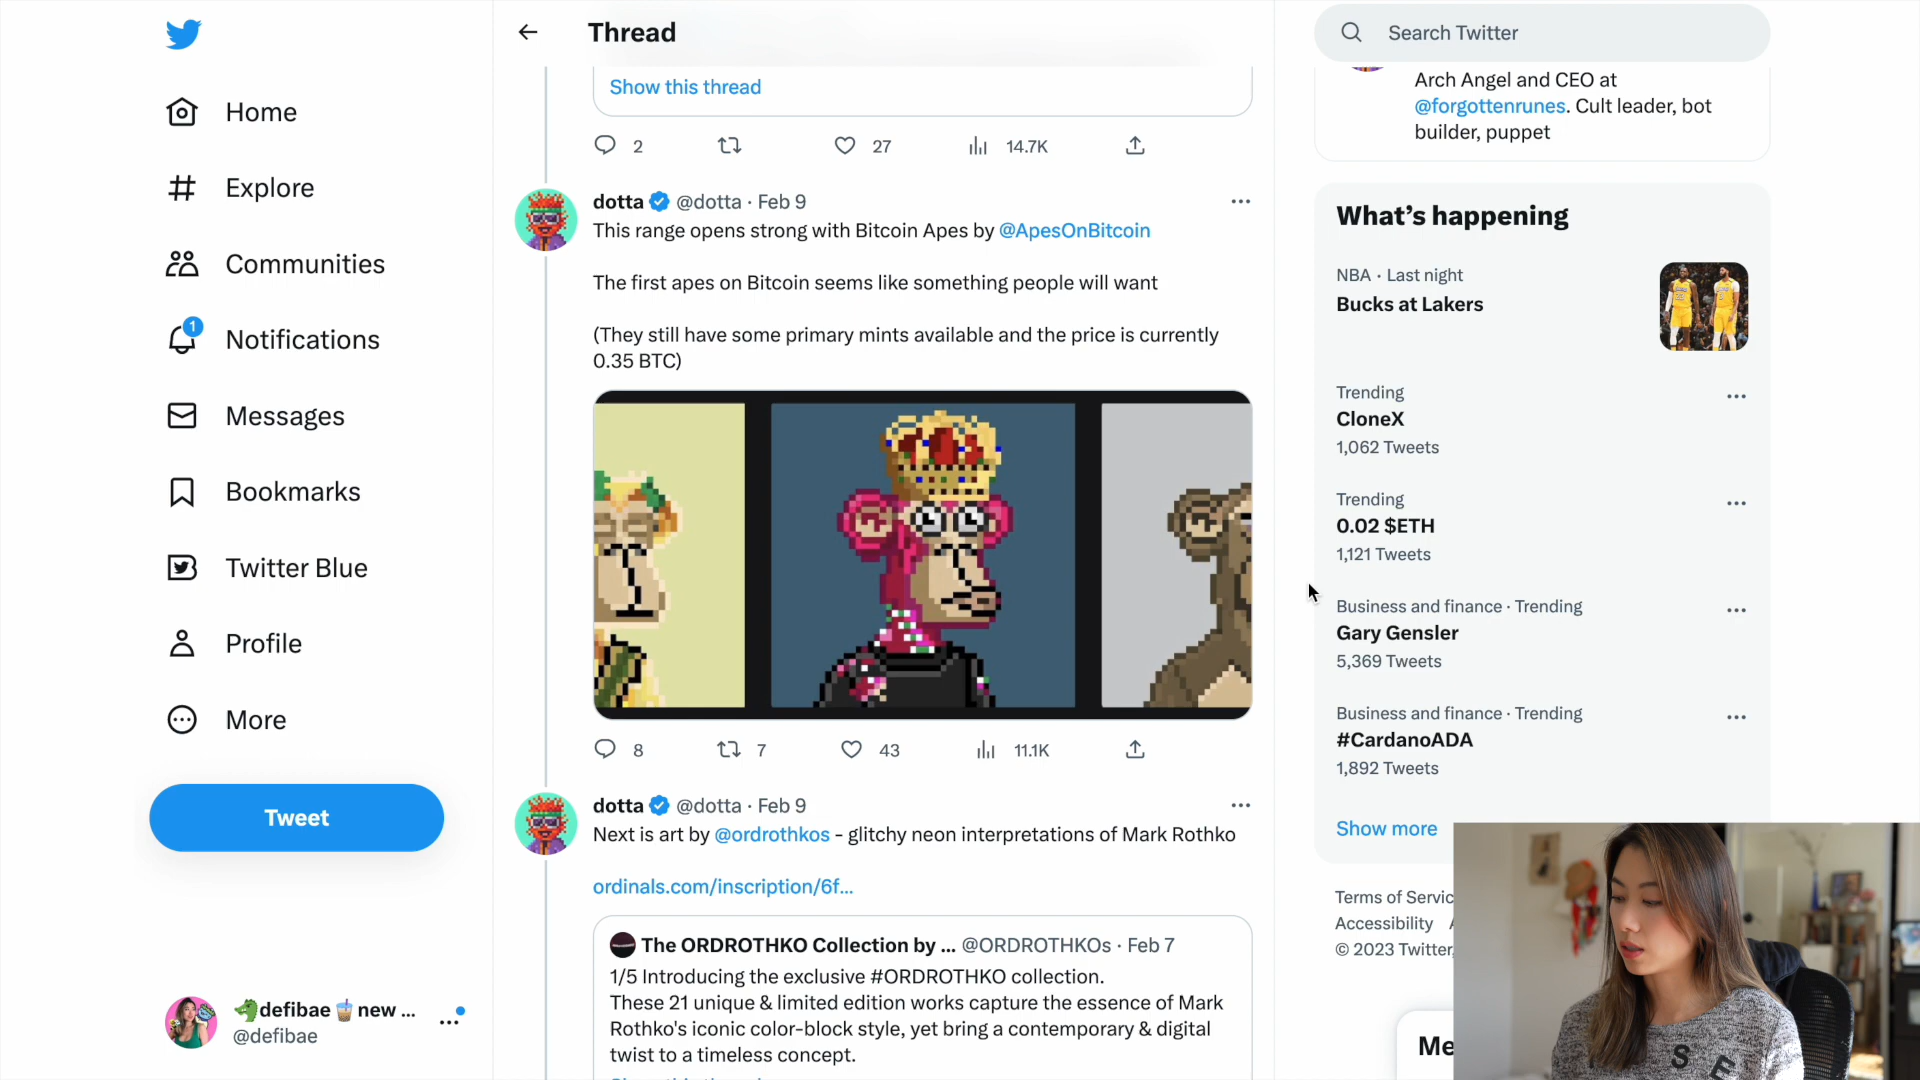 Home
Explore
Communities
1
Notifications
Messages
Bookmarks
Twitter Blue
Profile
More
Tweet
defibae new ...
@defibae
Thread
Show this thread
2 27 14.7K
dotta @dotta · Feb 9
This range opens strong with Bitcoin Apes by @ApesOnBitcoin
The first apes on Bitcoin seems like something people will want
(They still have some primary mints available and the price is currently
0.35 BTC)
8 7 43 11.1K
dotta @dotta · Feb 9
Next is art by @ordrothkos - glitchy neon interpretations of Mark Rothko
ordinals.com/inscription/6f...
The ORDROTHKO Collection by ... @ORDROTHKOs · Feb 7
1/5 Introducing the exclusive #ORDROTHKO collection.
These 21 unique & limited edition works capture the essence of Mark
Rothko's iconic color-block style, yet bring a contemporary & digital
twist to a timeless concept.
Search Twitter
Arch Angel and CEO at
@forgottenrunes. Cult leader, bot
builder, puppet
What's happening
NBA · Last night
Bucks at Lakers
Trending
CloneX
1,062 Tweets
Trending
0.02 $ETH
1,121 Tweets
Business and finance · Trending
Gary Gensler
5,369 Tweets
Business and finance · Trending
#CardanoADA
1,892 Tweets
Show more
Terms of Servic
Accessibility
© 2023 Twitter,
Me
S E